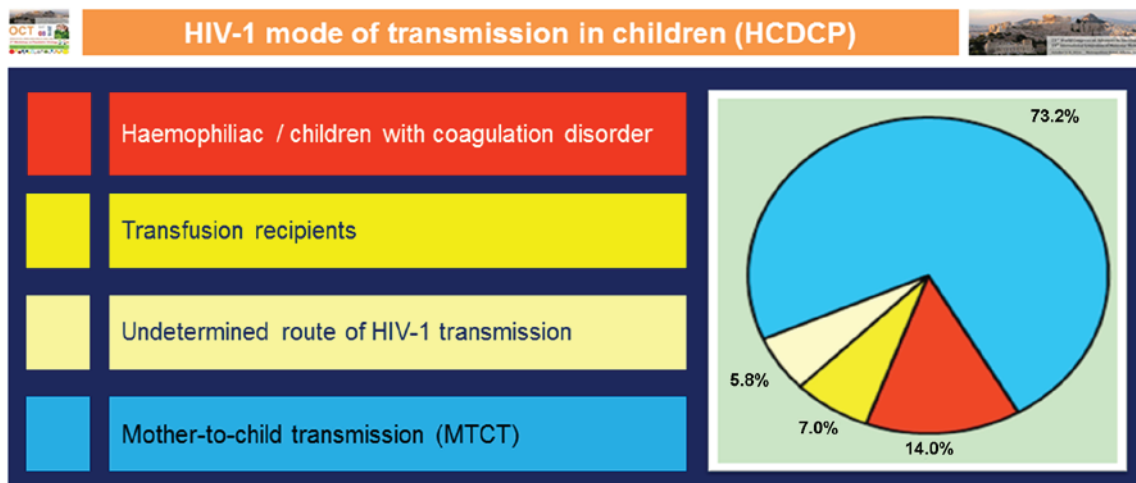 OCT
HIV-1 mode of transmission in children (HCDCP)
Haemophiliac / children with coagulation disorder
Transfusion recipients
Undetermined route of HIV-1 transmission
Mother-to-child transmission (MTCT)
73.2%
5.8%
7.0%
14.0%